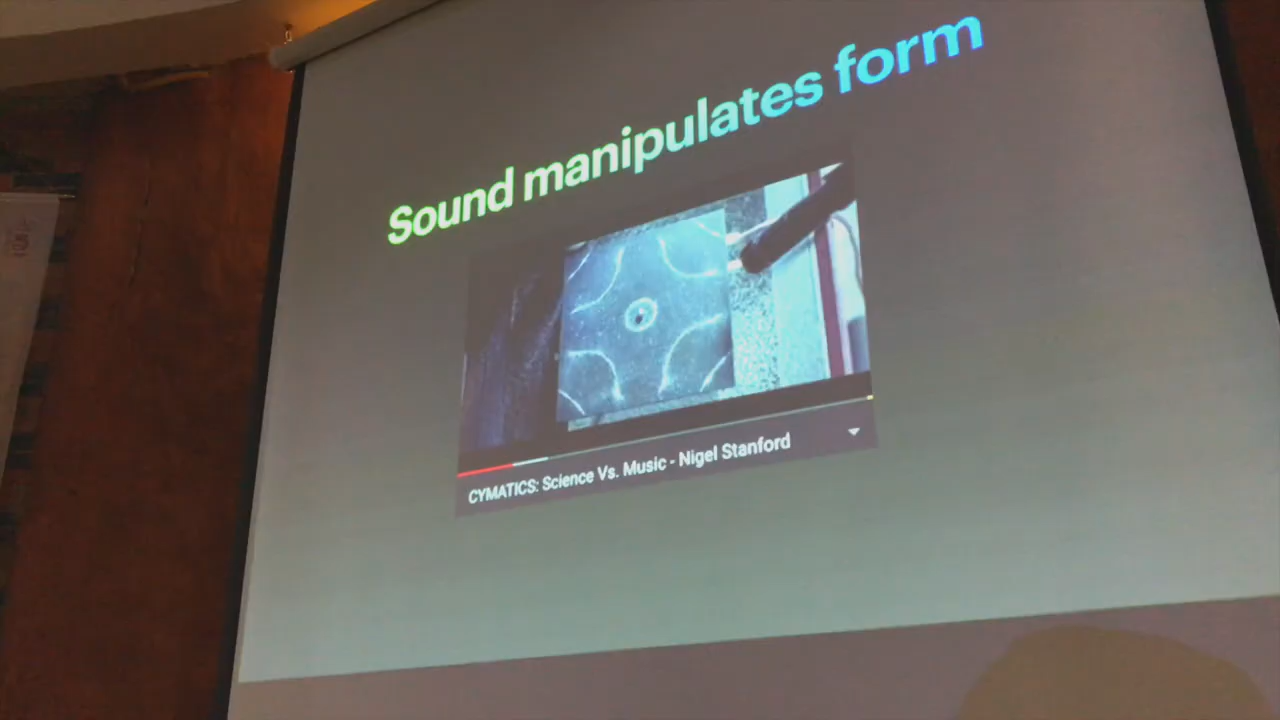 Sound manipulates form
CYMATICS: Science Vs. Music - Nigel Stanford